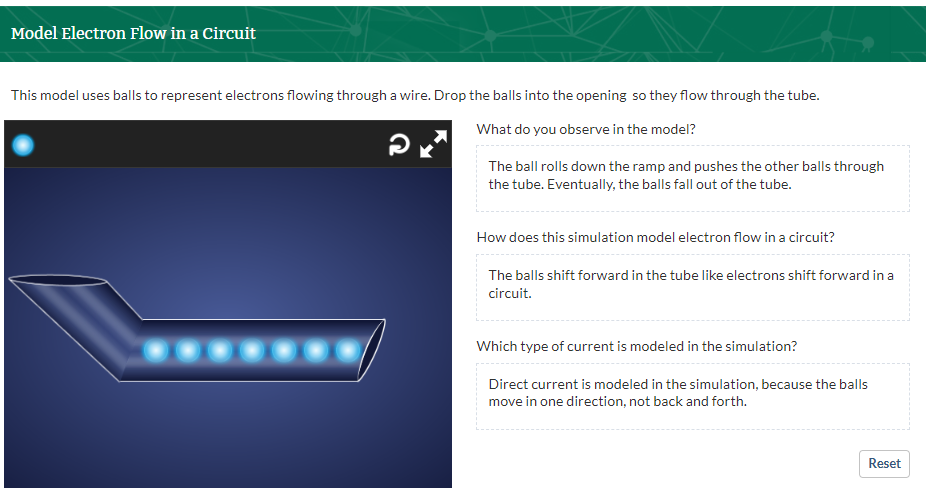 Model Electron Flow in a Circuit
This model uses balls to represent electrons flowing through a wire. Drop the balls into the opening so they flow through the tube.
What do you observe in the model?
The ball rolls down the ramp and pushes the other balls through
the tube. Eventually, the balls fall out of the tube.
How does this simulation model electron flow in a circuit?
The balls shift forward in the tube like electrons shift forward in a
circuit.
Which type of current is modeled in the simulation?
Direct current is modeled in the simulation, because the balls
move in one direction, not back and forth.
Reset